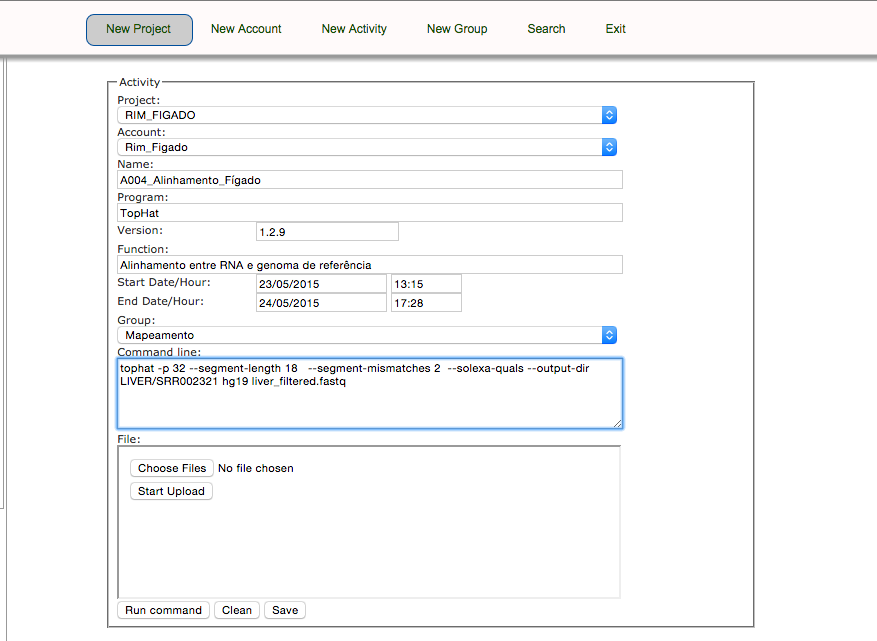 New Project New Account New Activity New Group Search Exit
Activity
Project:
RIM_FIGADO
Account:
Rim_Figado
Name:
A004_Alinhamento_Fígado
Program:
TopHat
Version: 1.2.9
Function:
Alinhamento entre RNA e genoma de referência
Start Date/Hour: 23/05/2015 13:15
End Date/Hour: 24/05/2015 17:28
Group:
Mapeamento
Command line:
tophat -p 32 --segment-length 18   --segment-mismatches 2  --solexa-quals --output-dir
LIVER/SRR002321 hg19 liver_filtered.fastq
File:
Choose Files No file chosen
Start Upload
Run command Clean Save